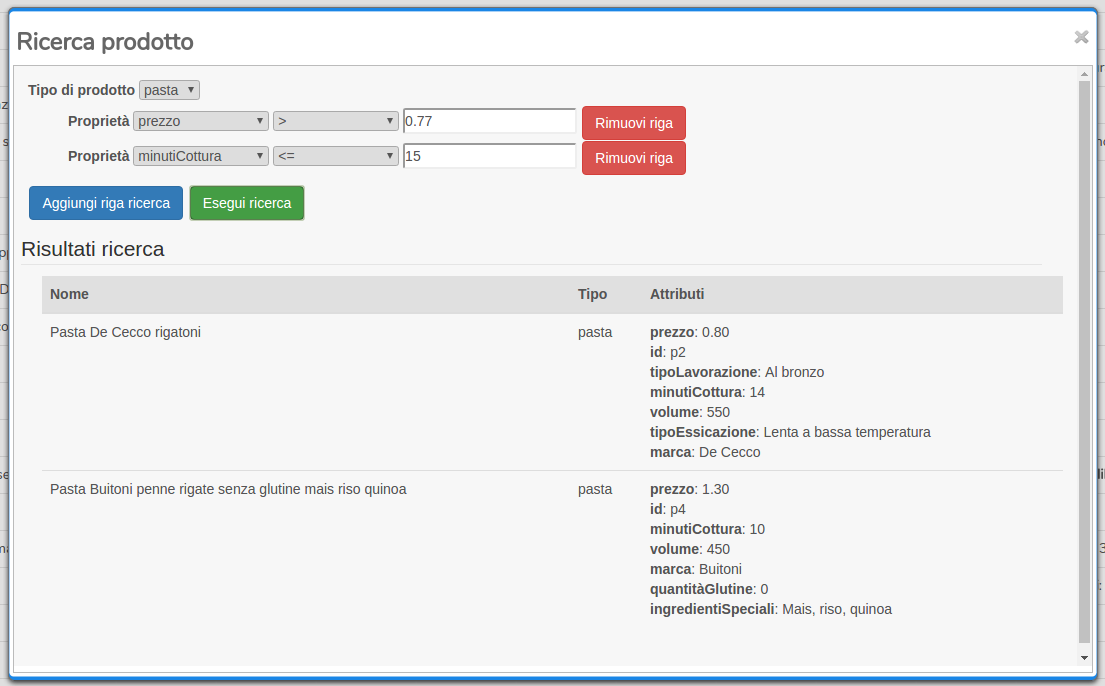 Ricerca prodotto
Tipo di prodotto pasta
Proprietà prezzo > 0.77 Rimuovi riga
Proprietà minutiCottura <= 15 Rimuovi riga
Aggiungi riga ricerca Esegui ricerca
Risultati ricerca
Nome Tipo Attributi
Pasta De Cecco rigatoni pasta prezzo: 0.80
id: p2
tipoLavorazione: Al bronzo
minutiCottura: 14
volume: 550
tipoEssicazione: Lenta a bassa temperatura
marca: De Cecco
Pasta Buitoni penne rigate senza glutine mais riso quinoa pasta prezzo: 1.30
id: p4
minutiCottura: 10
volume: 450
marca: Buitoni
quantitàGlutine: 0
ingredientiSpeciali: Mais, riso, quinoa